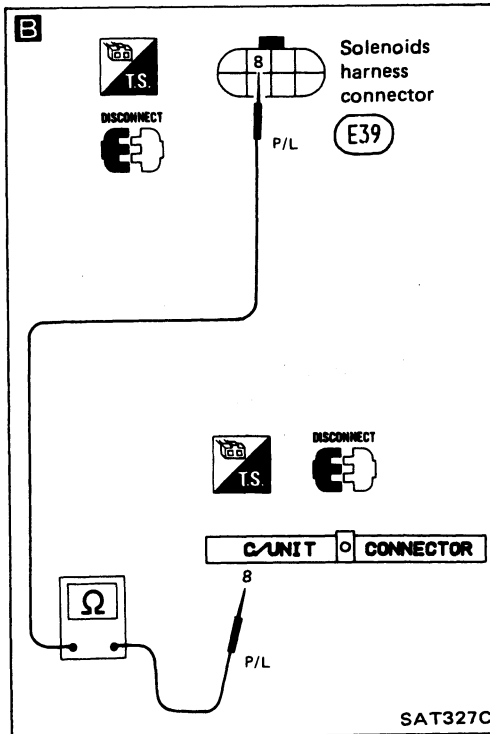 B
T.S.
DISCONNECT
8
Solenoids
harness
connector
E39
P/L
T.S.
DISCONNECT
C/UNIT CONNECTOR
8
Ω
P/L
SAT327C